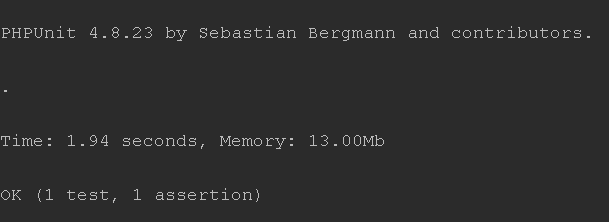 PHPUnit 4.8.23 by Sebastian Bergmann and contributors.
.
Time: 1.94 seconds, Memory: 13.00Mb
OK (1 test, 1 assertion)